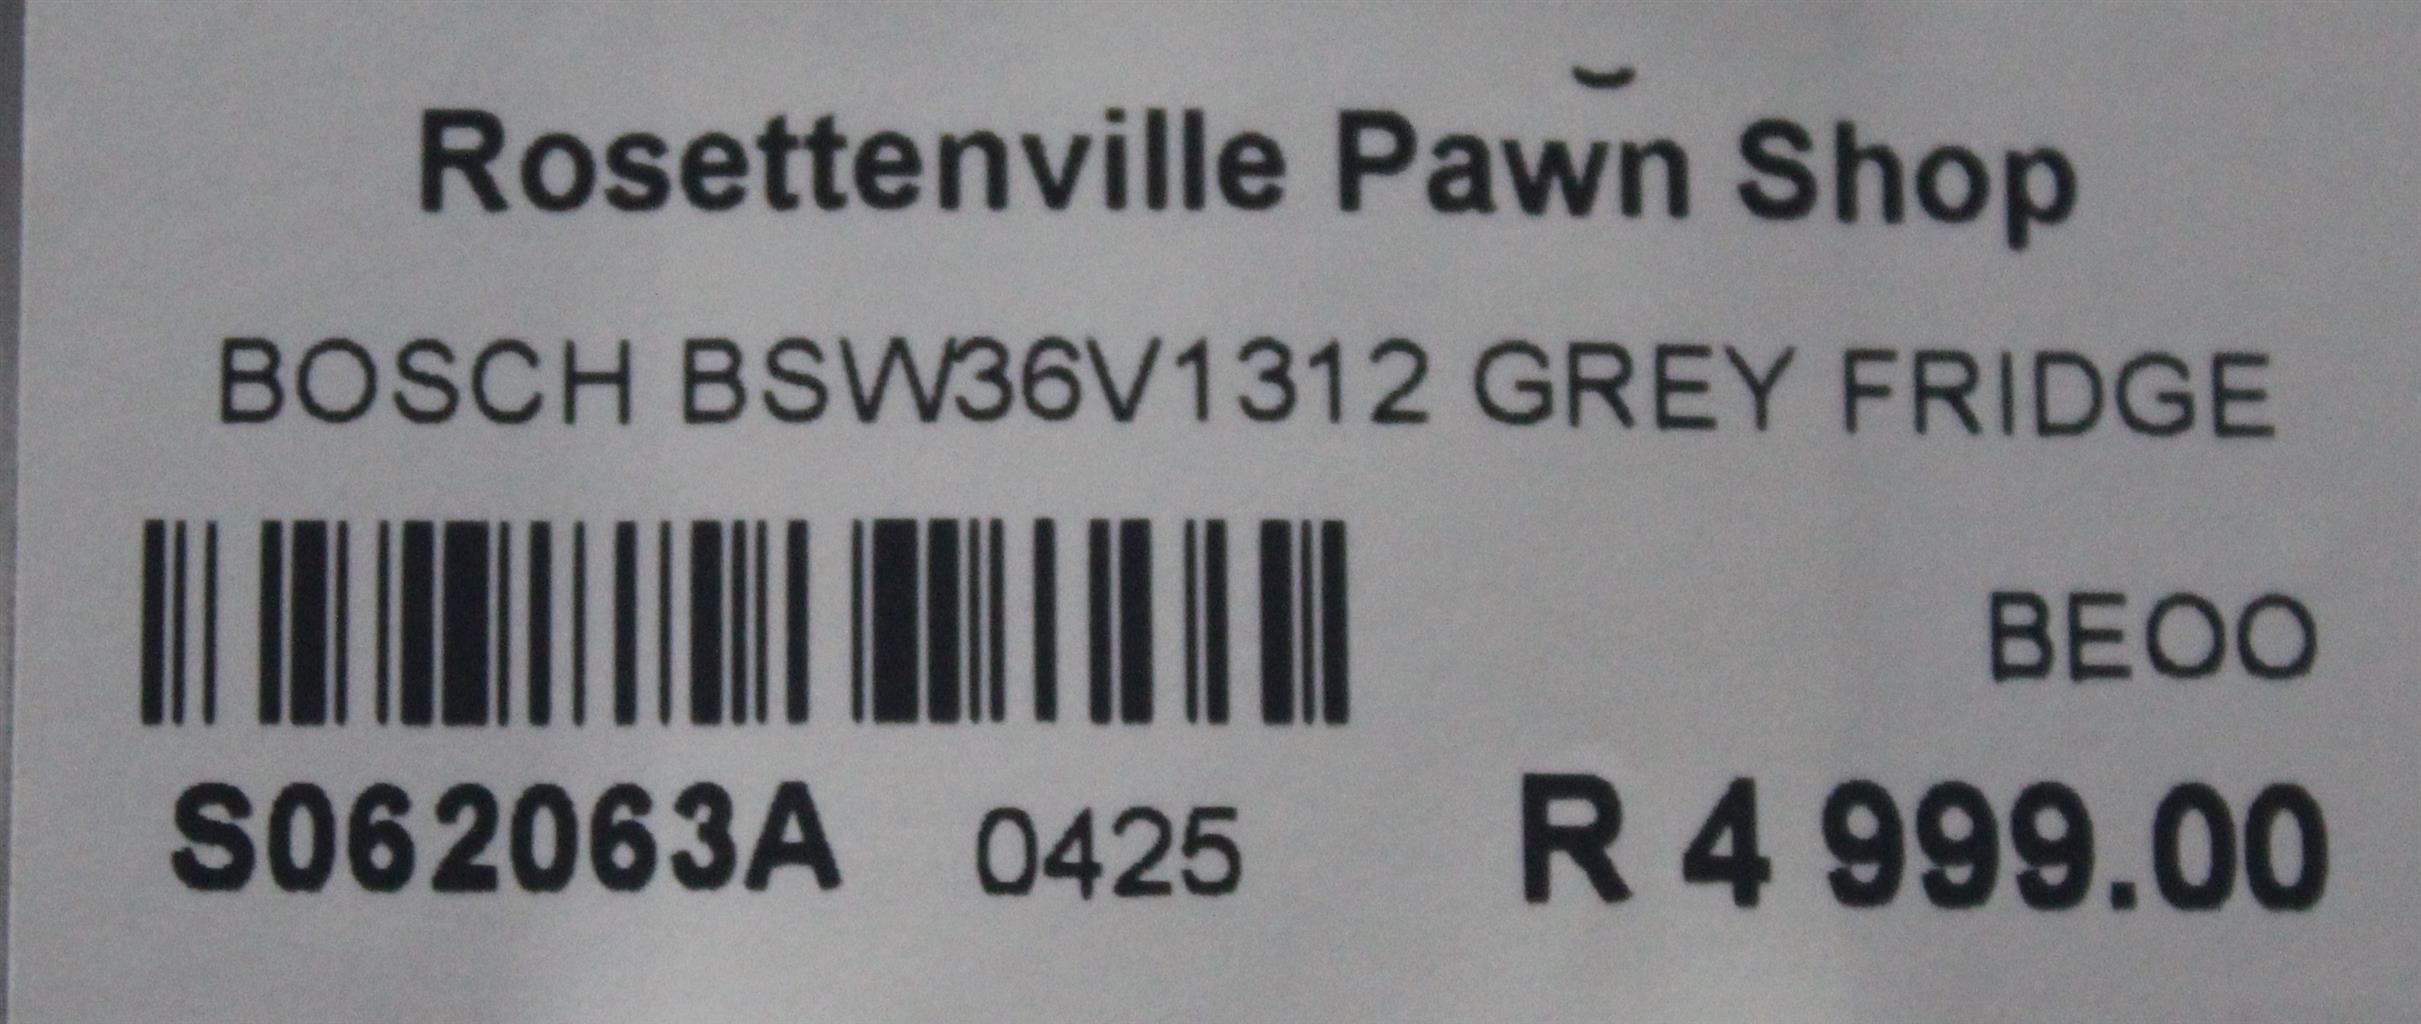 Rosettenville Pawn Shop
BOSCH BSW36V1312 GREY FRIDGE
BEOO
S062063A 0425 R 4 999.00